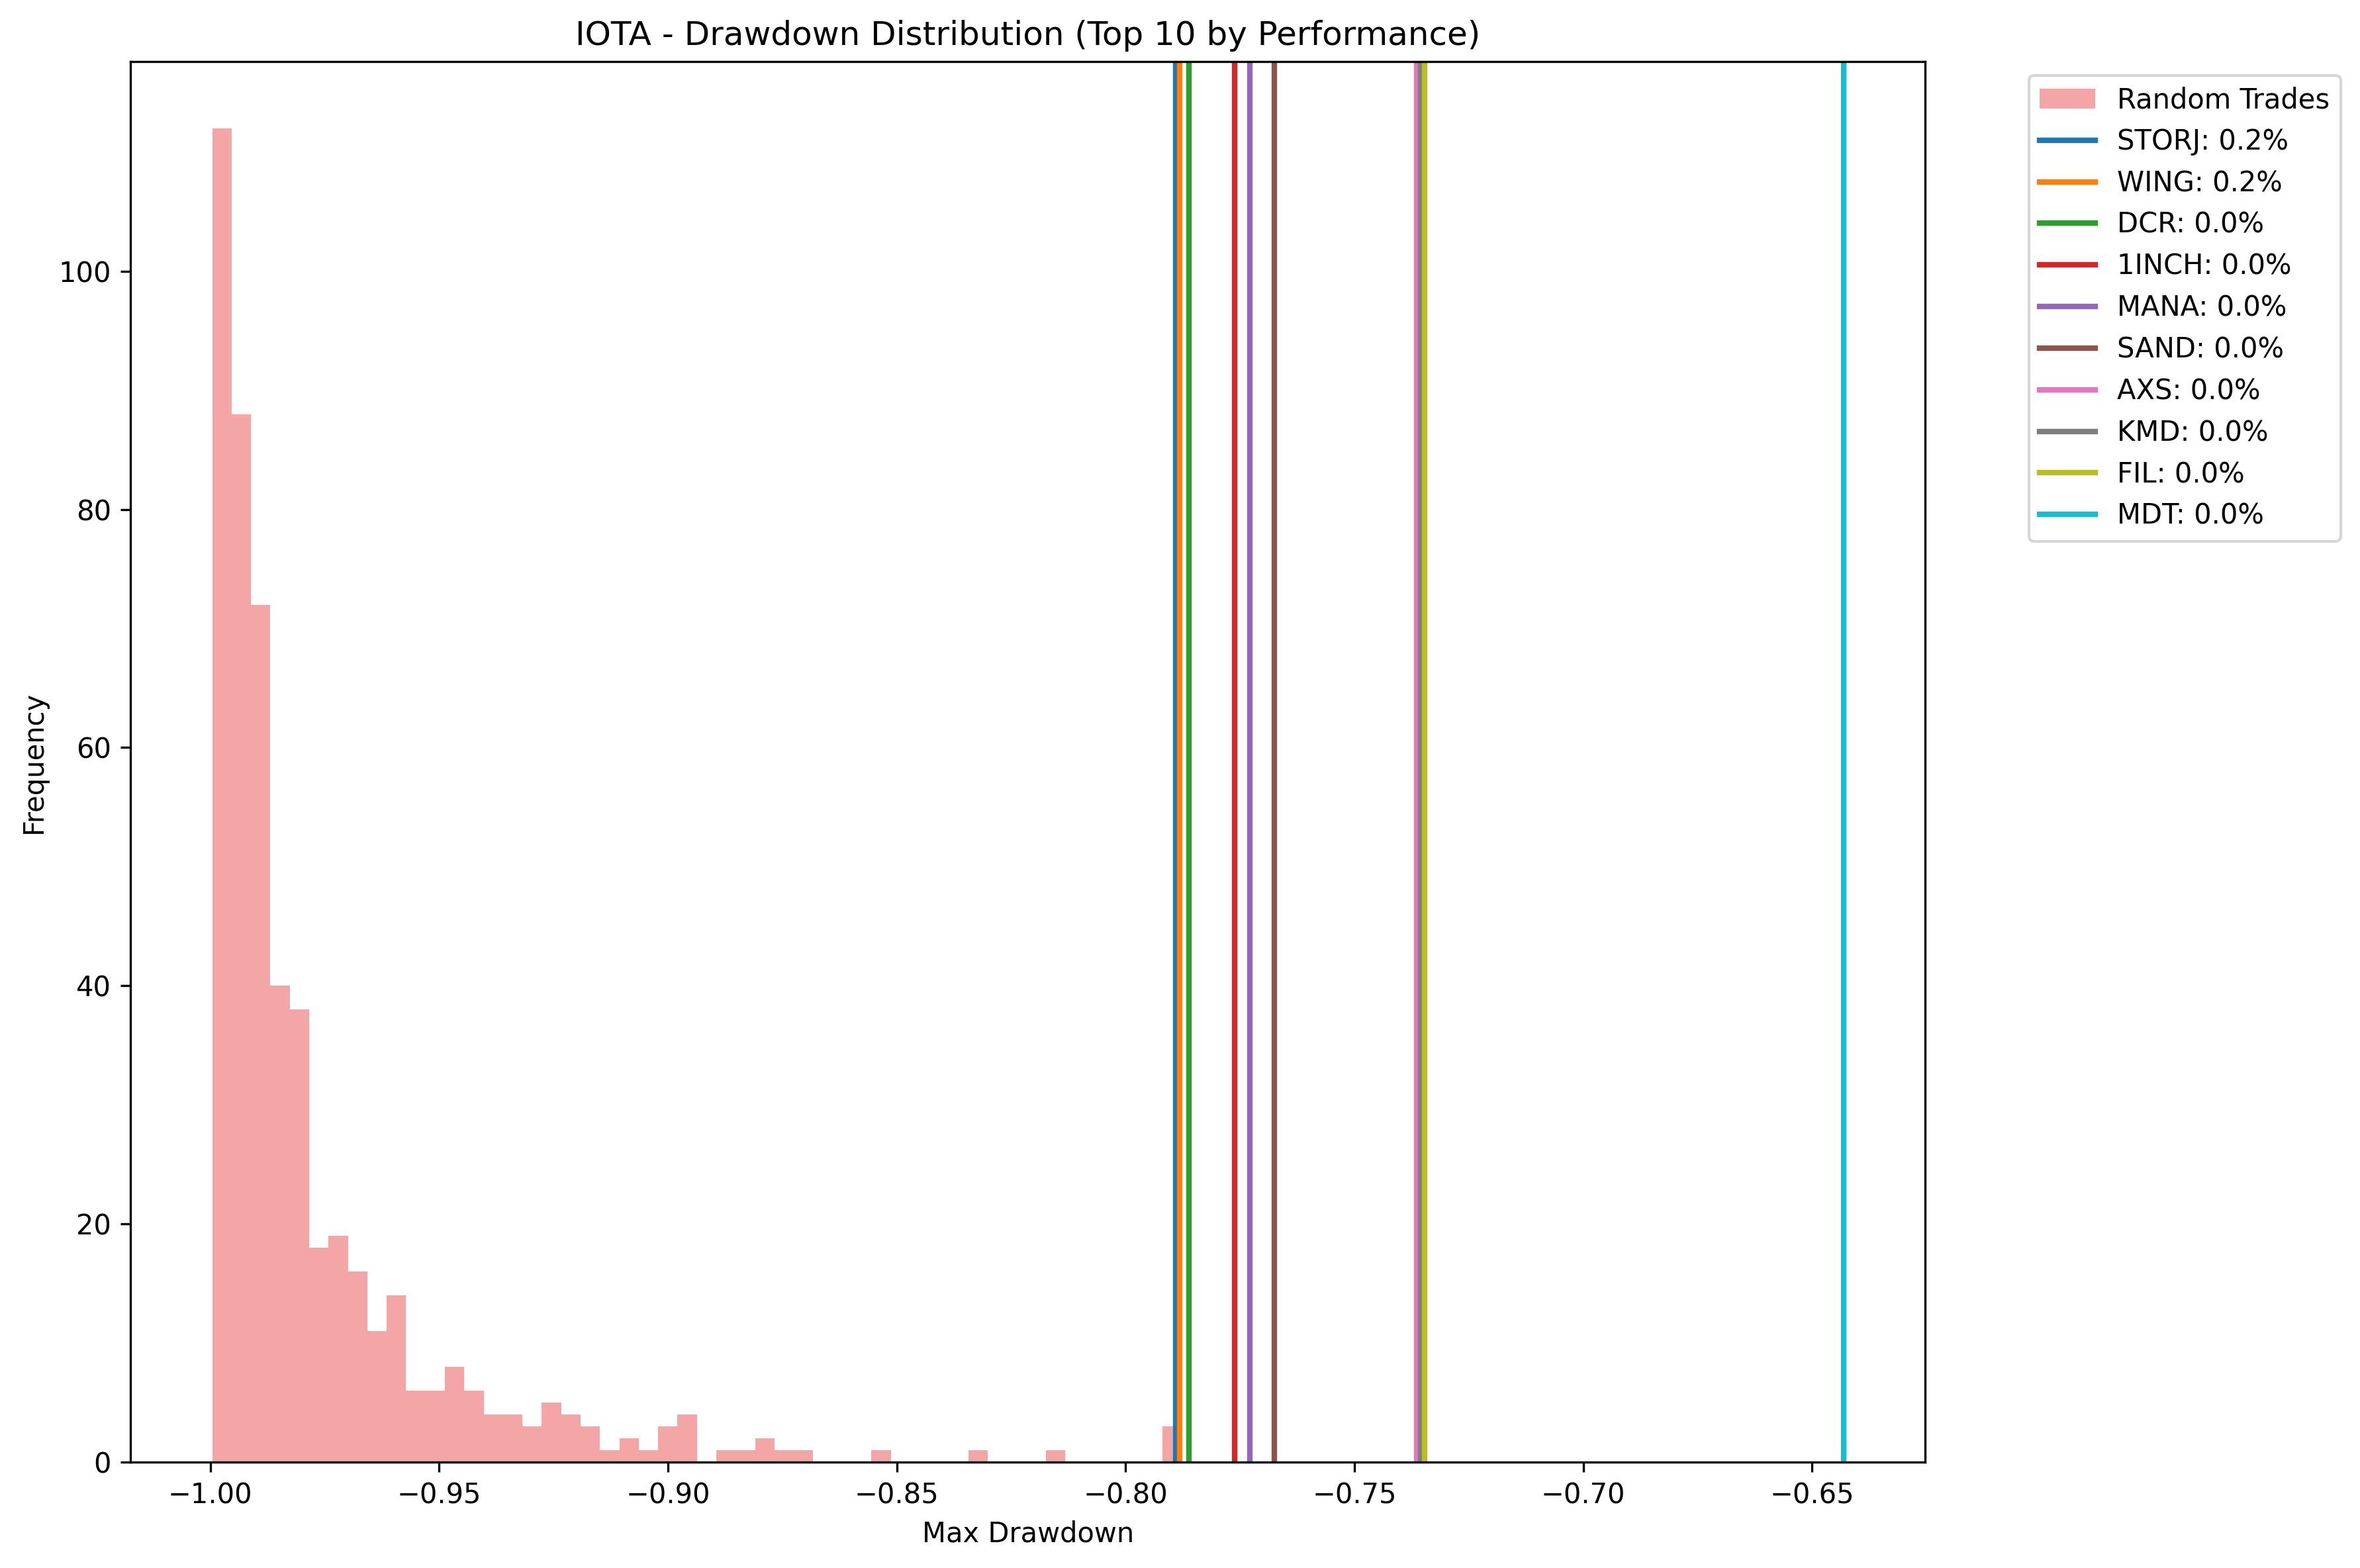 IOTA - Drawdown Distribution (Top 10 by Performance)
Random Trades
STORJ: 0.2%
WING: 0.2%
DCR: 0.0%
1INCH: 0.0%
MANA: 0.0%
SAND: 0.0%
AXS: 0.0%
KMD: 0.0%
FIL: 0.0%
MDT: 0.0%
Frequency
100
80
60
40
20
0
−1.00 −0.95 −0.90 −0.85 −0.80 −0.75 −0.70 −0.65
Max Drawdown